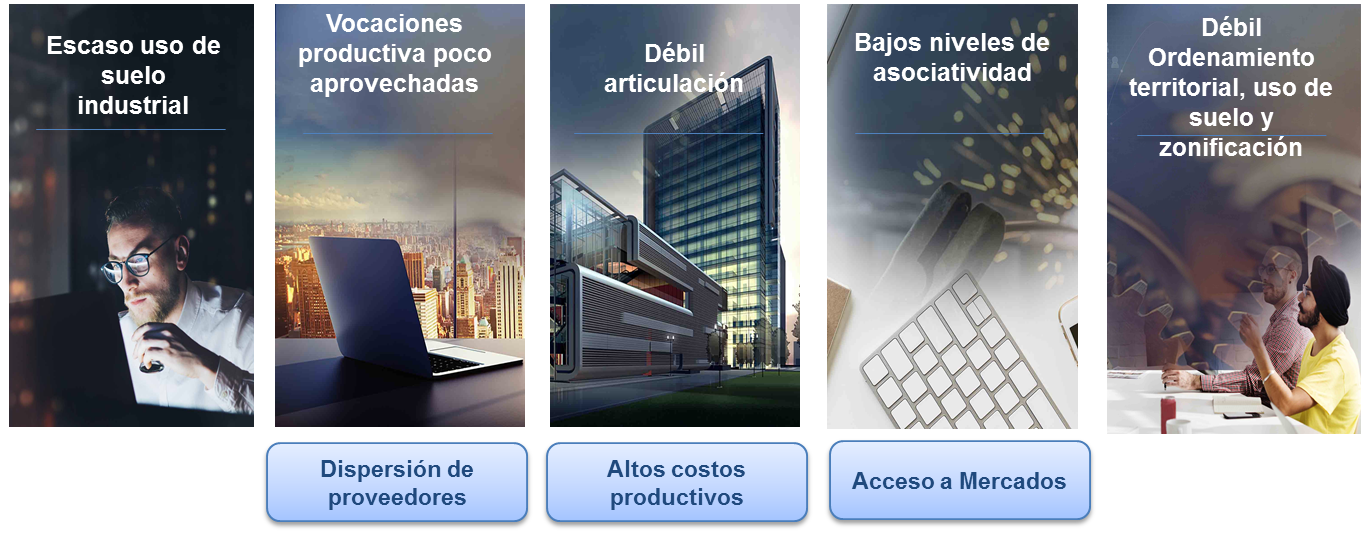 Escaso uso de
suelo
industrial
Vocaciones
productiva poco
aprovechadas
Débil
articulación
Bajos niveles de
asociatividad
Débil
Ordenamiento
territorial, uso de
suelo y
zonificación
Dispersión de
proveedores
Altos costos
productivos
Acceso a Mercados